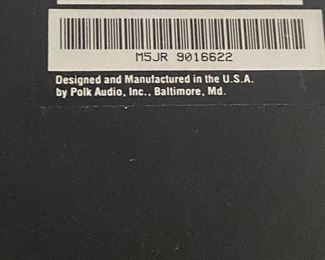 M5JR 9016622
Designed and Manufactured in the U.S.A.
by Polk Audio, Inc., Baltimore, Md.